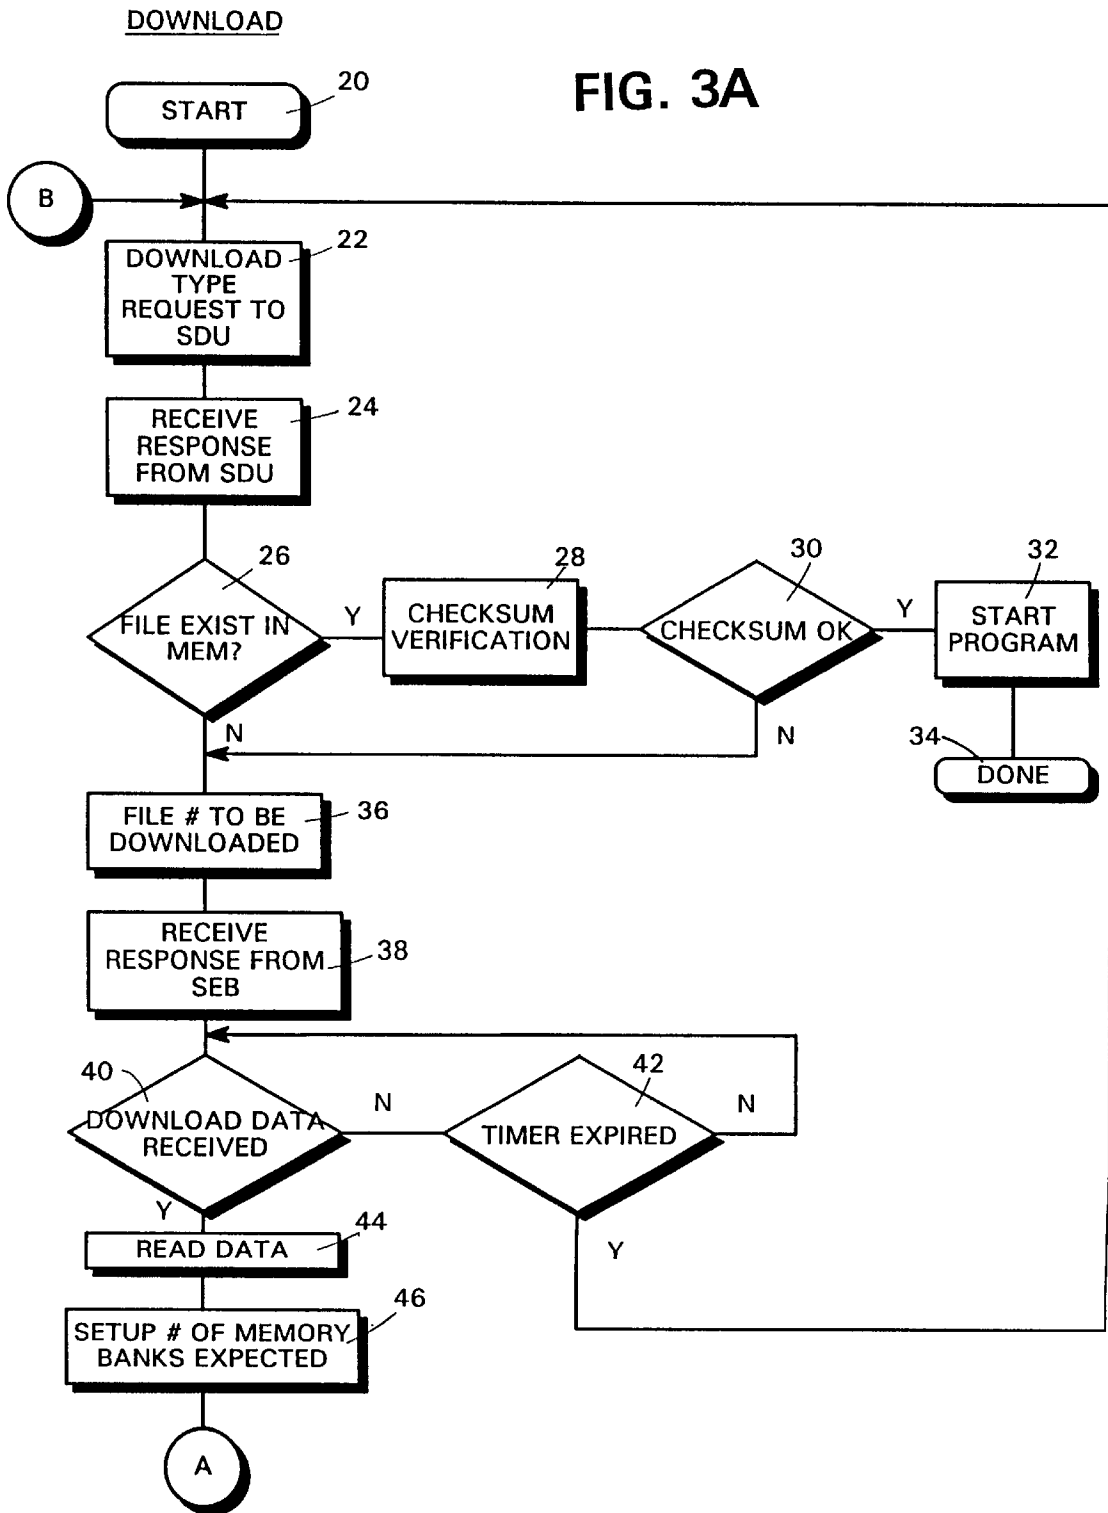 DOWNLOAD
FIG. 3A
START
20
B
DOWNLOAD
TYPE
REQUEST TO
SDU
22
RECEIVE
RESPONSE
FROM SDU
24
FILE EXIST IN
MEM?
26
Y
N
CHECKSUM
VERIFICATION
28
CHECKSUM OK
30
Y
N
START
PROGRAM
32
34
DONE
FILE # TO BE
DOWNLOADED
36
RECEIVE
RESPONSE FROM
SEB
38
40
DOWNLOAD DATA
RECEIVED
N
Y
42
TIMER EXPIRED
N
Y
READ DATA
44
SETUP # OF MEMORY
BANKS EXPECTED
46
A